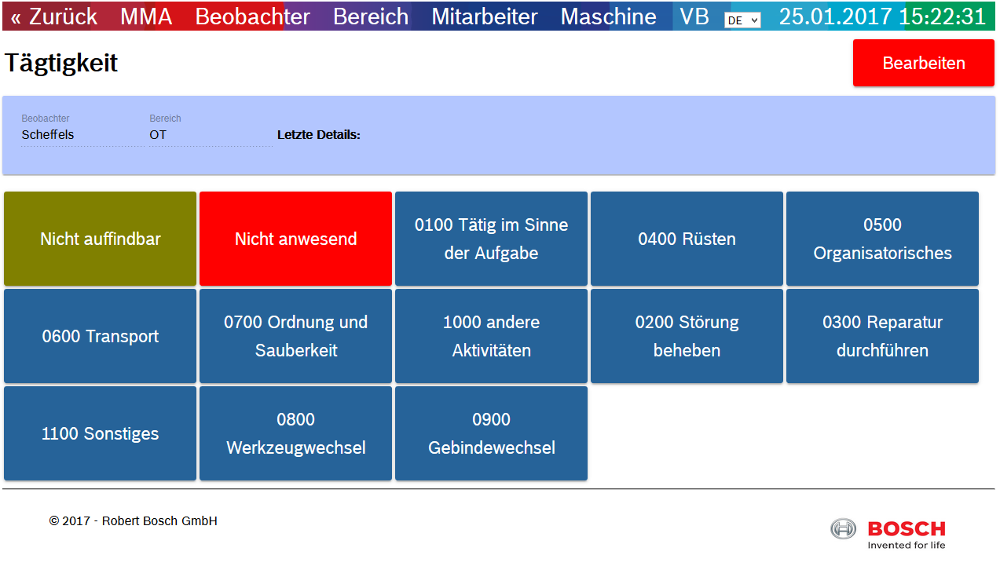 « Zurück MMA Beobachter Bereich Mitarbeiter Maschine VB DE 25.01.2017 15:22:31
Tägtigkeit
Bearbeiten
Beobachter Bereich
Scheffels OT Letzte Details:
Nicht auffindbar
Nicht anwesend
0100 Tätig im Sinne
der Aufgabe
0400 Rüsten
0500
Organisatorisches
0600 Transport
0700 Ordnung und
Sauberkeit
1000 andere
Aktivitäten
0200 Störung
beheben
0300 Reparatur
durchführen
1100 Sonstiges
0800
Werkzeugwechsel
0900
Gebindewechsel
© 2017 - Robert Bosch GmbH
BOSCH
Invented for life